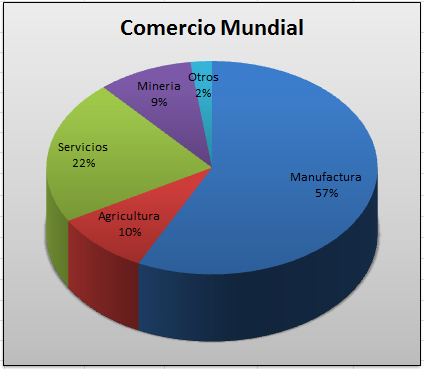 Comercio Mundial
Otros
2%
Mineria
9%
Servicios
22%
Manufactura
57%
Agricultura
10%